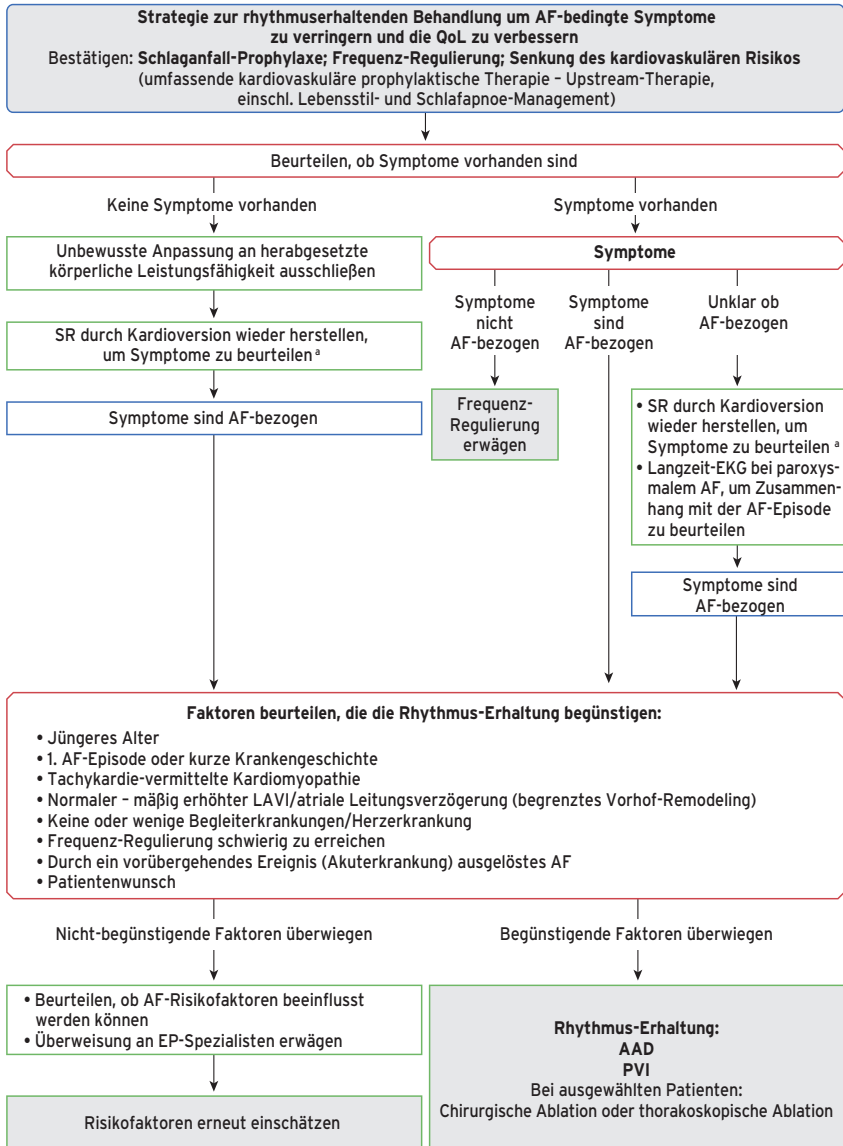 Strategie zur rhythmuserhaltenden Behandlung um AF-bedingte Symptome
zu verringern und die QoL zu verbessern
Bestätigen: Schlaganfall-Prophylaxe; Frequenz-Regulierung; Senkung des kardiovaskulären Risikos
(umfassende kardiovaskuläre prophylaktische Therapie – Upstream-Therapie,
einschl. Lebensstil- und Schlafapnoe-Management)
Beurteilen, ob Symptome vorhanden sind
Keine Symptome vorhanden
Unbewusste Anpassung an herabgesetzte
körperliche Leistungsfähigkeit ausschließen
SR durch Kardioversion wieder herstellen,
um Symptome zu beurteilen a
Symptome sind AF-bezogen
Symptome vorhanden
Symptome
Symptome
nicht
AF-bezogen
Frequenz-
Regulierung
erwägen
Symptome
sind
AF-bezogen
Unklar ob
AF-bezogen
• SR durch Kardioversion
wieder herstellen, um
Symptome zu beurteilen a
• Langzeit-EKG bei paroxys-
malem AF, um Zusammen-
hang mit der AF-Episode
zu beurteilen
Symptome sind
AF-bezogen
Faktoren beurteilen, die die Rhythmus-Erhaltung begünstigen:
• Jüngeres Alter
• 1. AF-Episode oder kurze Krankengeschichte
• Tachykardie-vermittelte Kardiomyopathie
• Normaler – mäßig erhöhter LAVI/atriale Leitungsverzögerung (begrenztes Vorhof-Remodeling)
• Keine oder wenige Begleiterkrankungen/Herzerkrankung
• Frequenz-Regulierung schwierig zu erreichen
• Durch ein vorübergehendes Ereignis (Akuterkrankung) ausgelöstes AF
• Patientenwunsch
Nicht-begünstigende Faktoren überwiegen
• Beurteilen, ob AF-Risikofaktoren beeinflusst
werden können
• Überweisung an EP-Spezialisten erwägen
Risikofaktoren erneut einschätzen
Begünstigende Faktoren überwiegen
Rhythmus-Erhaltung:
AAD
PVI
Bei ausgewählten Patienten:
Chirurgische Ablation oder thorakoskopische Ablation